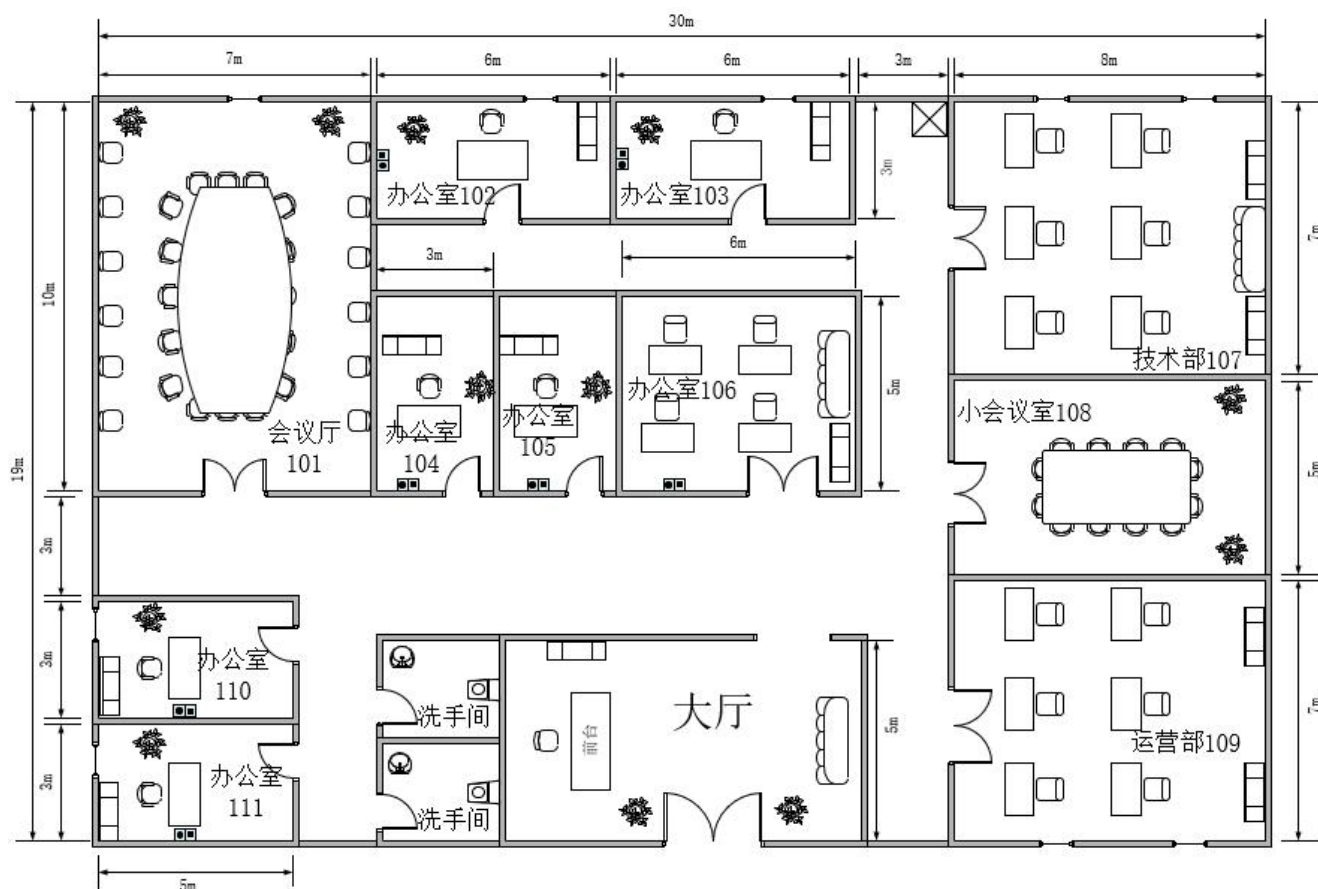 30m
7m
6m
6m
3m
8m
办公室102
办公室103
3m
3m
6m
7m
10m
19m
技术部107
办公室106
小会议室108
会议厅
101
办公室
104
办公室
105
5m
5m
3m
3m
办公室
110
洗手间
大厅
前台
5m
运营部109
7m
3m
办公室
111
洗手间
5m